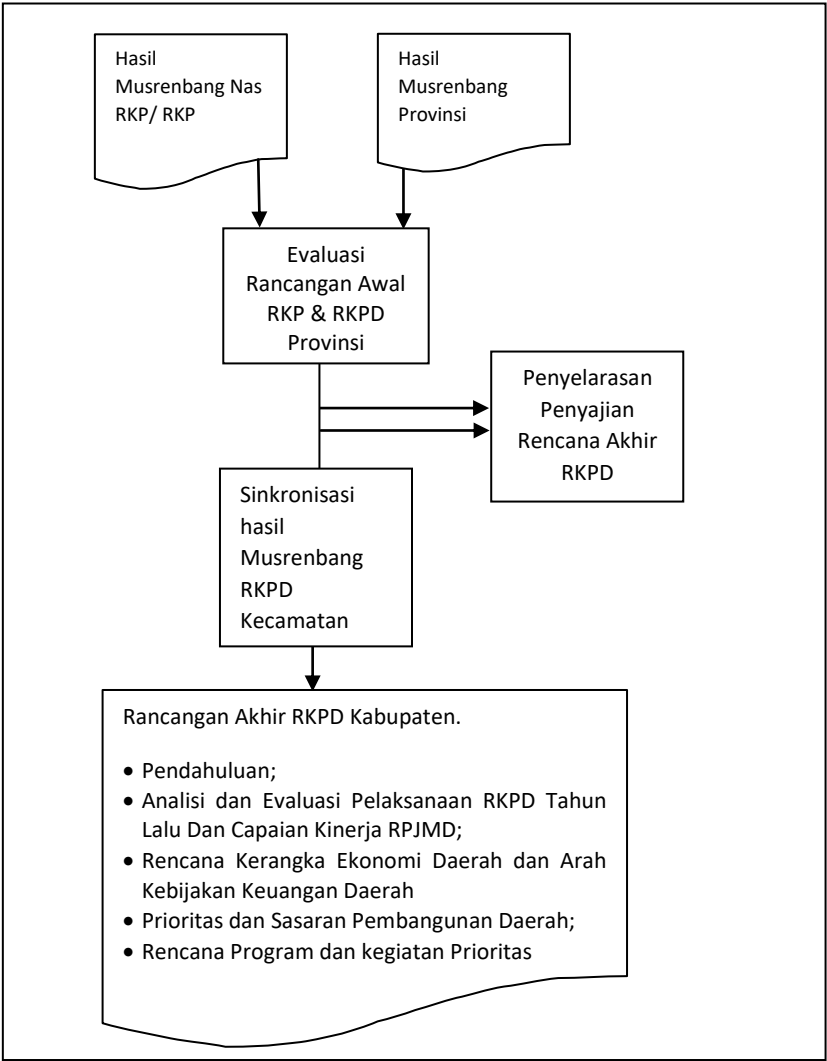 Hasil
Musrenbang Nas
RKP/ RKP
Hasil
Musrenbang
Provinsi
Evaluasi
Rancangan Awal
RKP & RKPD
Provinsi
Penyelarasan
Penyajian
Rencana Akhir
RKPD
Sinkronisasi
hasil
Musrenbang
RKPD
Kecamatan
Rancangan Akhir RKPD Kabupaten.
• Pendahuluan;
• Analisi dan Evaluasi Pelaksanaan RKPD Tahun
Lalu Dan Capaian Kinerja RPJMD;
• Rencana Kerangka Ekonomi Daerah dan Arah
Kebijakan Keuangan Daerah
• Prioritas dan Sasaran Pembangunan Daerah;
• Rencana Program dan kegiatan Prioritas